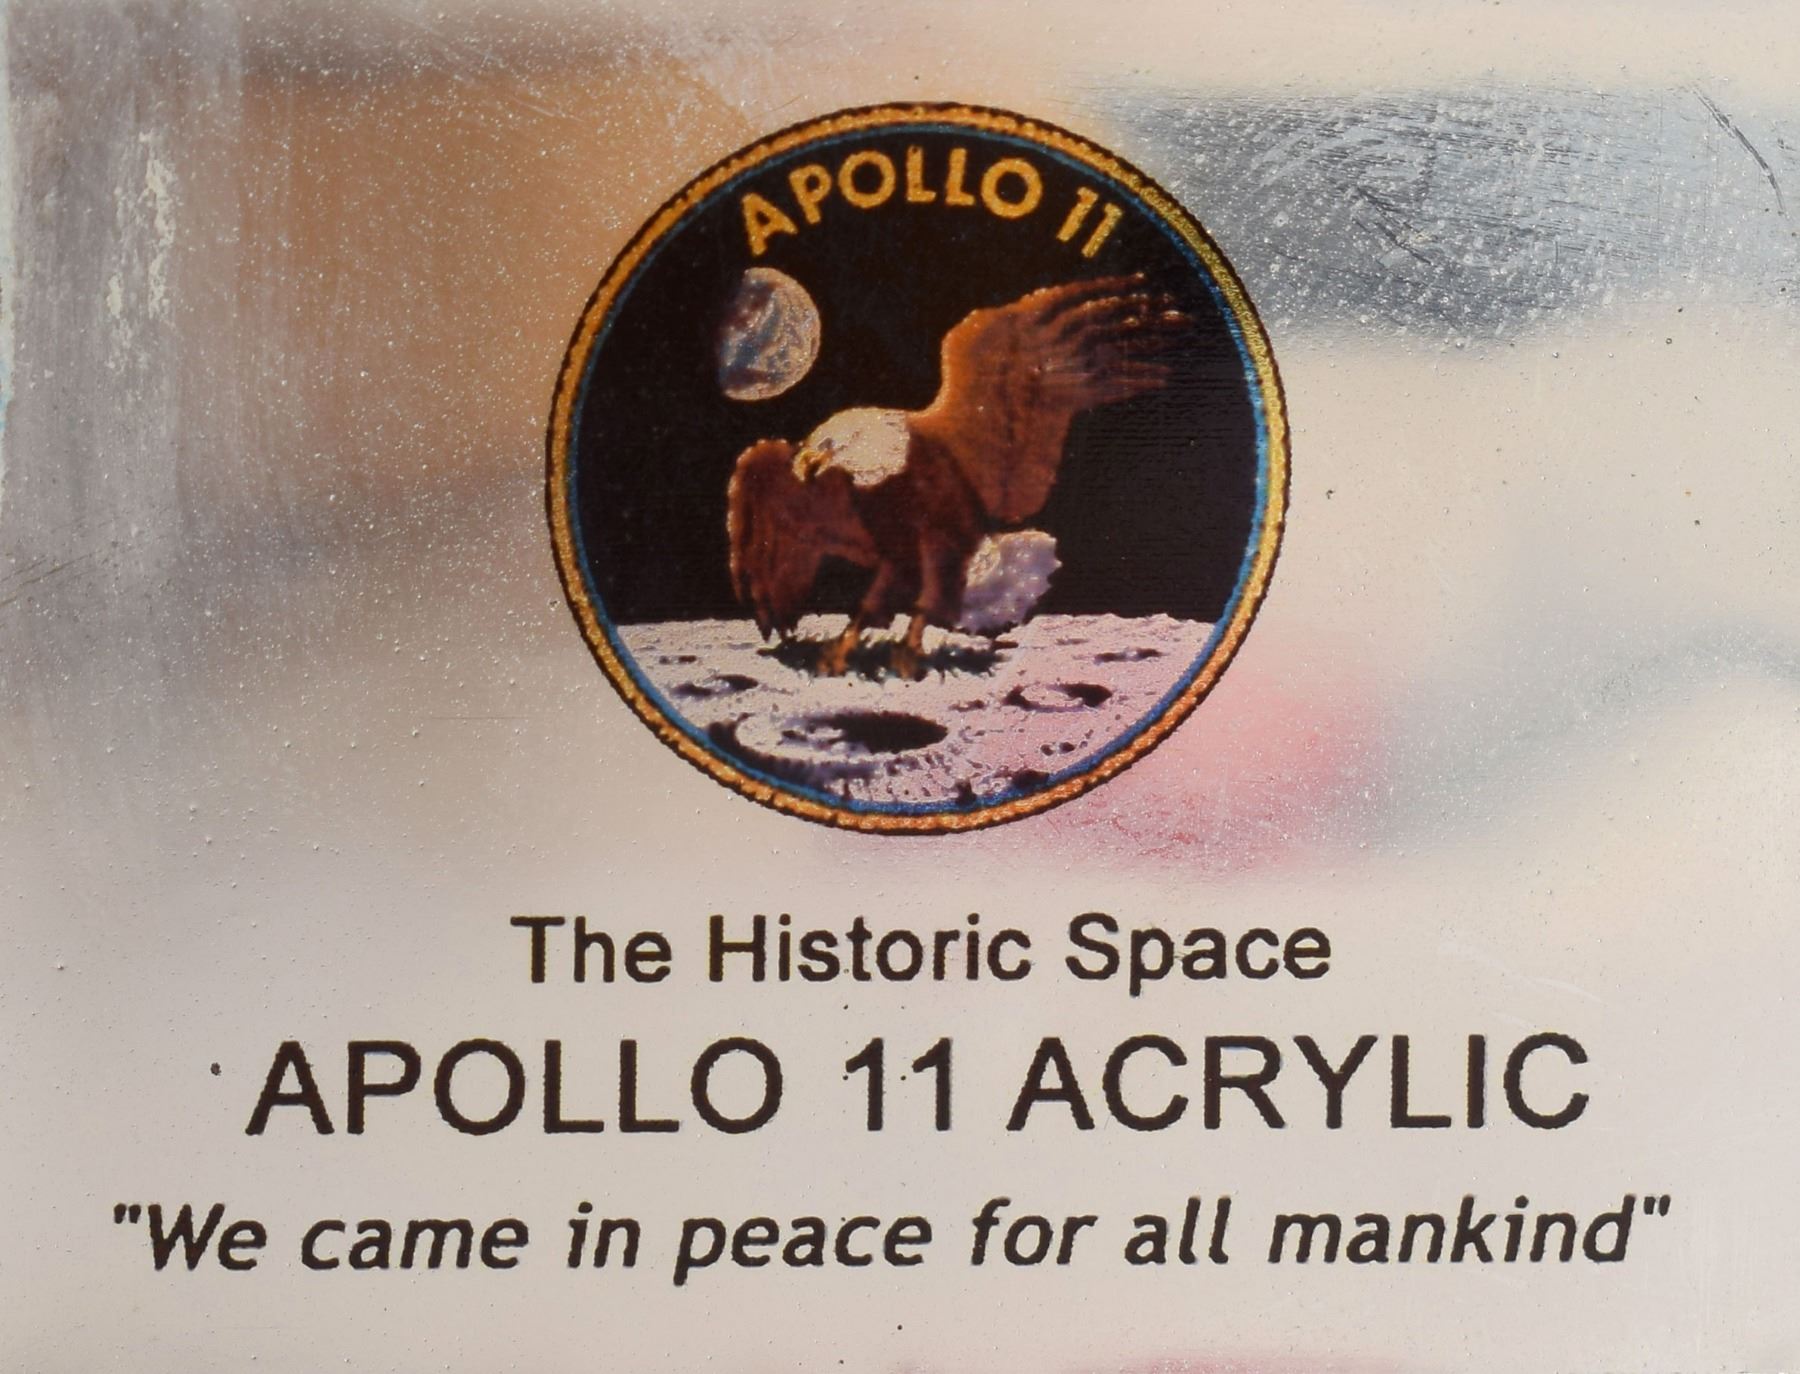 APOLLO 11
The Historic Space
APOLLO 11 ACRYLIC
"We came in peace for all mankind"